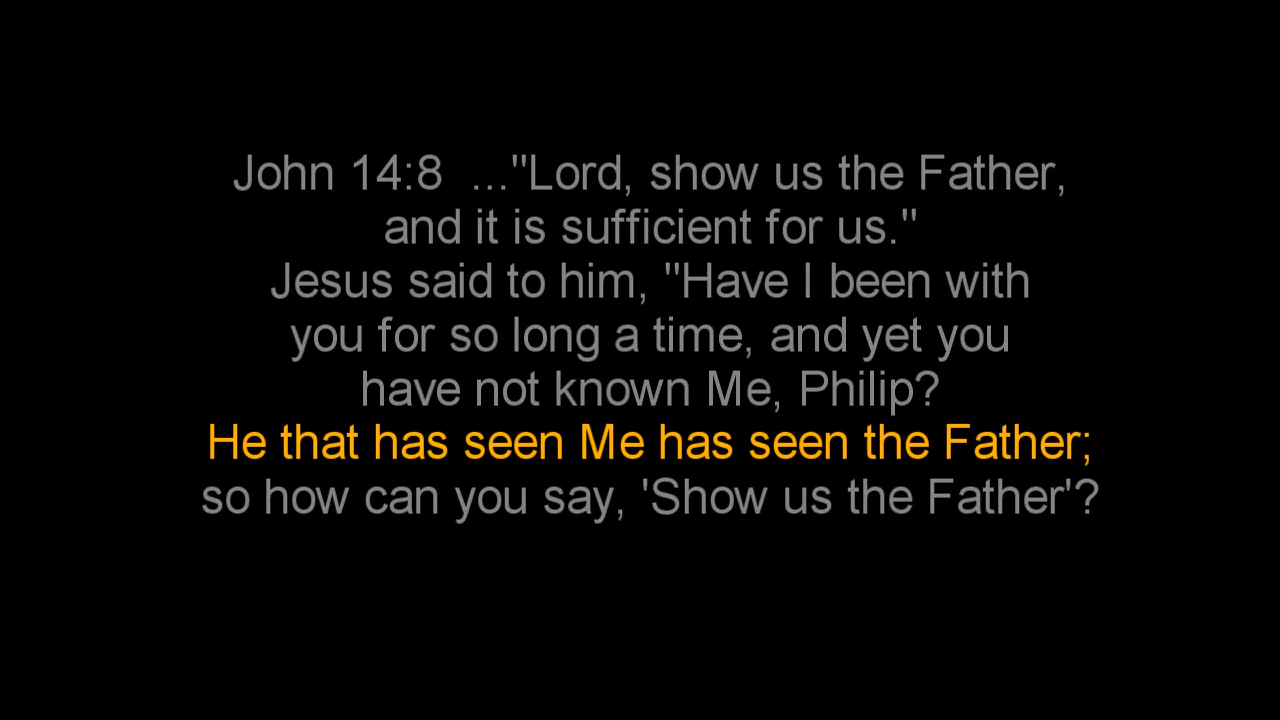 John 14:8  ..."Lord, show us the Father,
and it is sufficient for us."
Jesus said to him, "Have I been with
you for so long a time, and yet you
have not known Me, Philip?
He that has seen Me has seen the Father;
so how can you say, 'Show us the Father'?